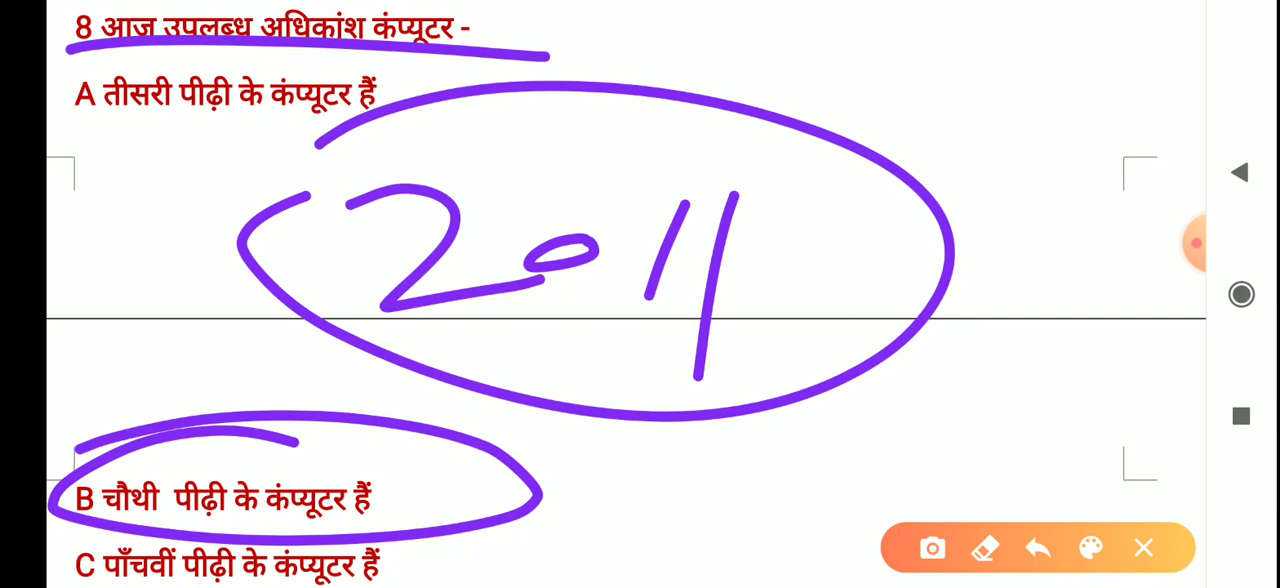 8 आज उपलब्ध अधिकांश कंप्यूटर -
A तीसरी पीढ़ी के कंप्यूटर हैं
2011
B चौथी पीढ़ी के कंप्यूटर हैं
C पाँचवीं पीढ़ी के कंप्यूटर हैं